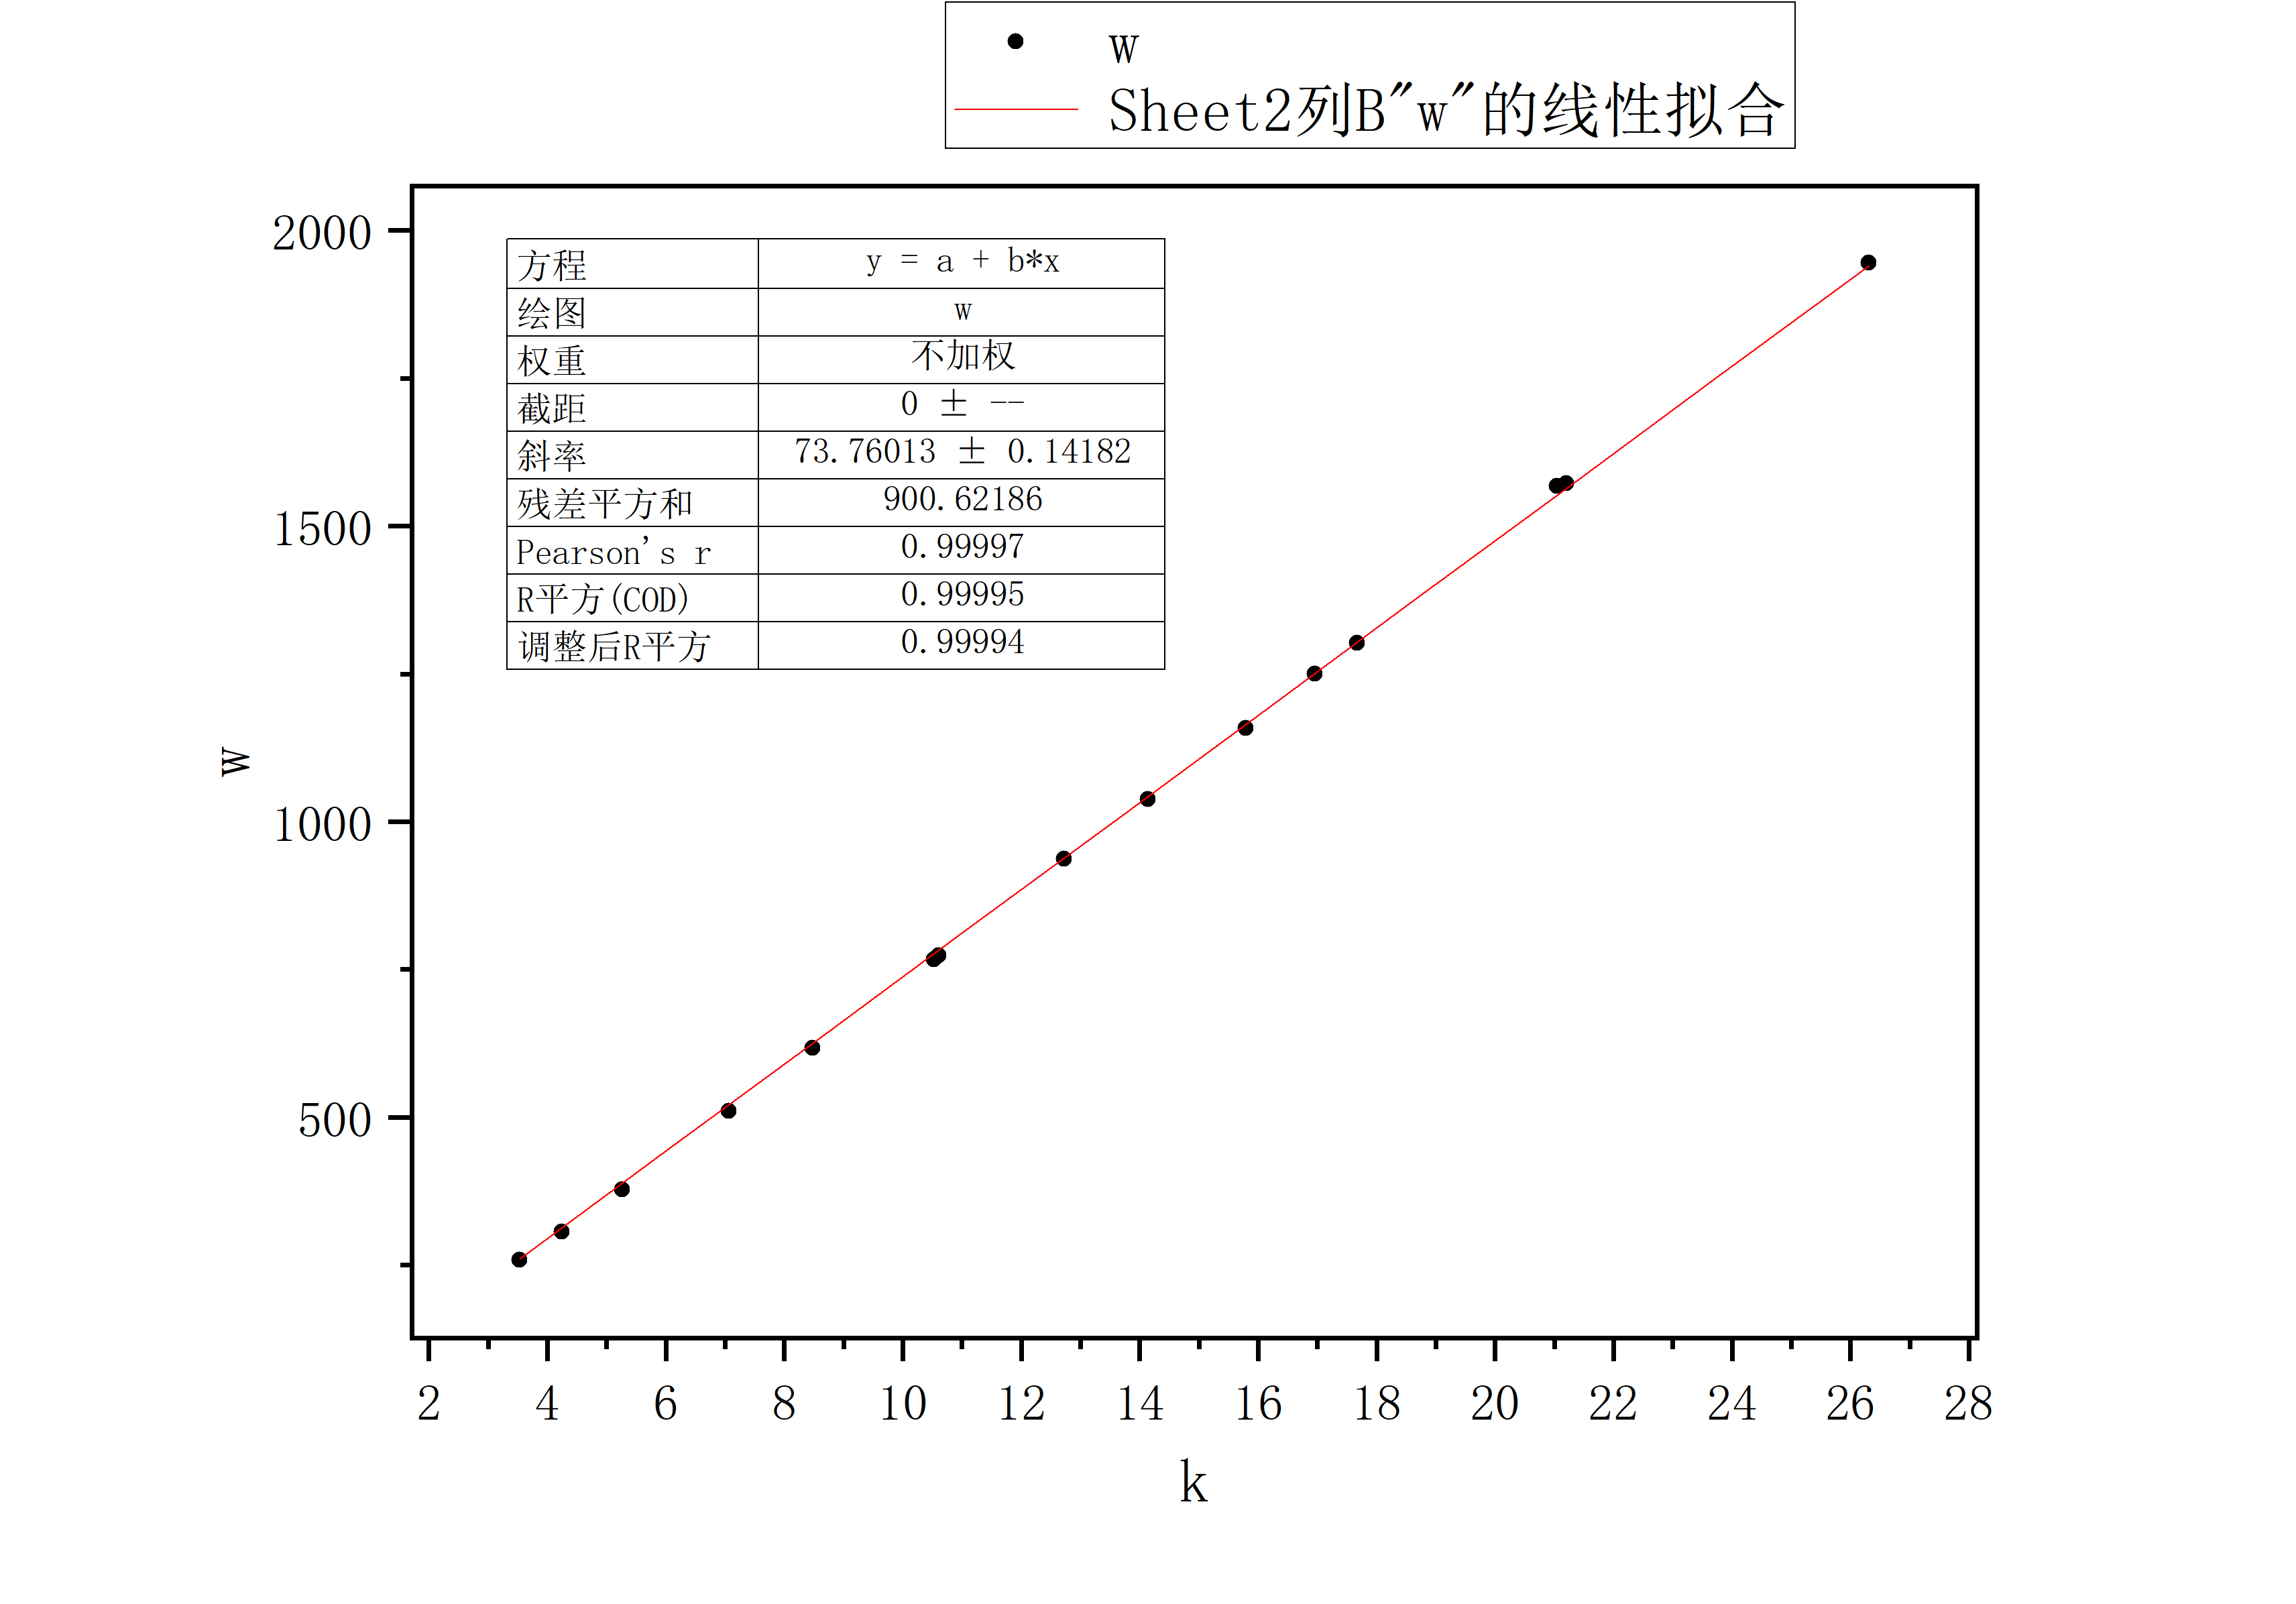 w
Sheet2列B"w"的线性拟合
2000
1500
1000
500
w
方程 y = a + b*x
绘图 w
权重 不加权
截距 0 ± --
斜率 73.76013 ± 0.14182
残差平方和 900.62186
Pearson's r 0.99997
R平方(COD) 0.99995
调整后R平方 0.99994
2 4 6 8 10 12 14 16 18 20 22 24 26 28
k